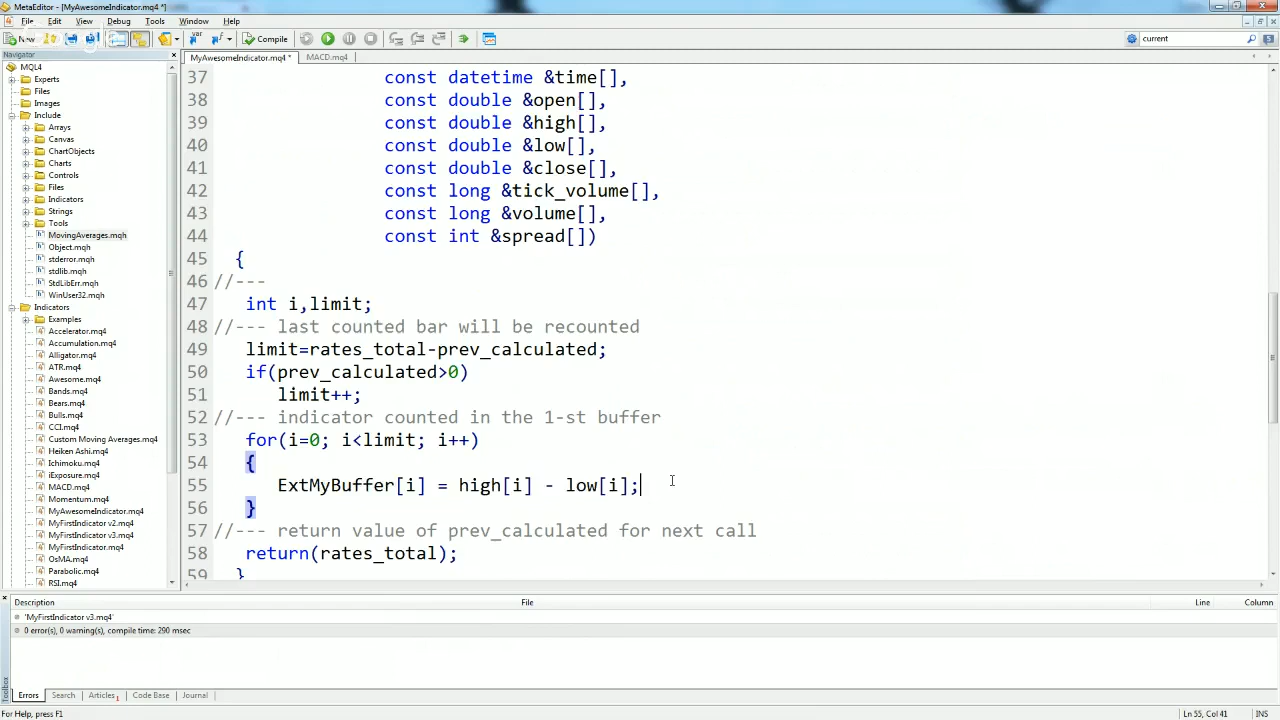 MetaEditor - [MyAwesomeIndicator.mq4 *]
File Edit View Debug Tools Window Help
New Compile current
Navigator
MyAwesomeIndicator.mq4 * MACD.mq4
MQL4
Experts
Files
Images
Include
Arrays
Canvas
ChartObjects
Charts
Controls
Files
Indicators
Strings
Tools
MovingAverages.mqh
Object.mqh
stderror.mqh
stdlib.mqh
StdLibErr.mqh
WinUser32.mqh
Indicators
Examples
Accelerator.mq4
Accumulation.mq4
Alligator.mq4
ATR.mq4
Awesome.mq4
Bands.mq4
Bears.mq4
Bulls.mq4
CCI.mq4
Custom Moving Averages.mq4
Heiken Ashi.mq4
Ichimoku.mq4
iExposure.mq4
MACD.mq4
Momentum.mq4
MyAwesomeIndicator.mq4
MyFirstIndicator v2.mq4
MyFirstIndicator v3.mq4
MyFirstIndicator.mq4
OsMA.mq4
Parabolic.mq4
RSI.mq4
37 const datetime &time[],
38 const double &open[],
39 const double &high[],
40 const double &low[],
41 const double &close[],
42 const long &tick_volume[],
43 const long &volume[],
44 const int &spread[])
45 {
46 //---
47 int i,limit;
48 //--- last counted bar will be recounted
49 limit=rates_total-prev_calculated;
50 if(prev_calculated>0)
51 limit++;
52 //--- indicator counted in the 1-st buffer
53 for(i=0; i<limit; i++)
54 {
55 ExtMyBuffer[i] = high[i] - low[i];
56 }
57 //--- return value of prev_calculated for next call
58 return(rates_total);
59 }
Description File Line Column
'MyFirstIndicator v3.mq4'
0 error(s), 0 warning(s), compile time: 290 msec
Toolbox
Errors Search Articles 1 Code Base Journal
For Help, press F1 Ln 55, Col 41 INS